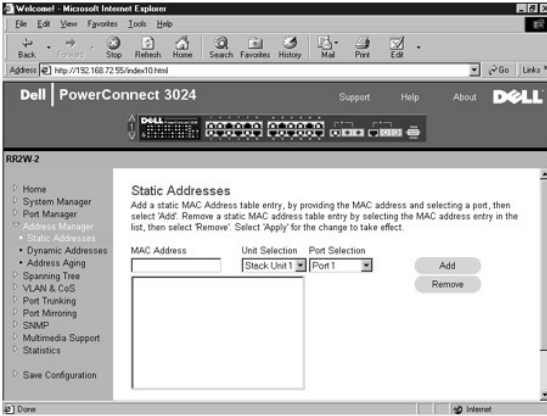 Welcome! - Microsoft Internet Explorer
File Edit View Favorites Tools Help
Back Forward Stop Refresh Home Search Favorites History Mail Print Edit
Address http://192.168.72.55/index10.html Go Links »
Dell | PowerConnect 3024 Support Help About DELL
DELL
RR2W-2
Home
System Manager
Port Manager
Address Manager
Static Addresses
Dynamic Addresses
Address Aging
Spanning Tree
VLAN & CoS
Port Trunking
Port Mirroring
SNMP
Multimedia Support
Statistics
Save Configuration
Static Addresses
Add a static MAC Address table entry, by providing the MAC address and selecting a port, then
select 'Add'. Remove a static MAC address table entry by selecting the MAC address entry in the
list, then select 'Remove'. Select 'Apply' for the change to take effect.
MAC Address Unit Selection Port Selection
Stack Unit 1 Port 1 Add
Remove
Done Internet